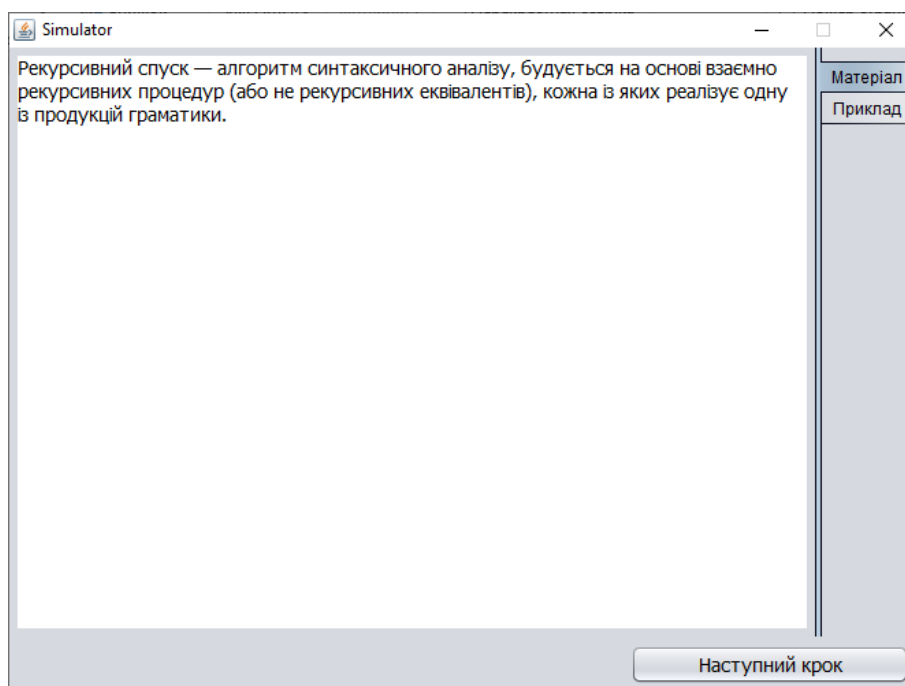 Simulator
Рекурсивний спуск — алгоритм синтаксичного аналізу, будується на основі взаємно
рекурсивних процедур (або не рекурсивних еквівалентів), кожна із яких реалізує одну
із продукцій граматики.
Матеріал
Приклад
Наступний крок